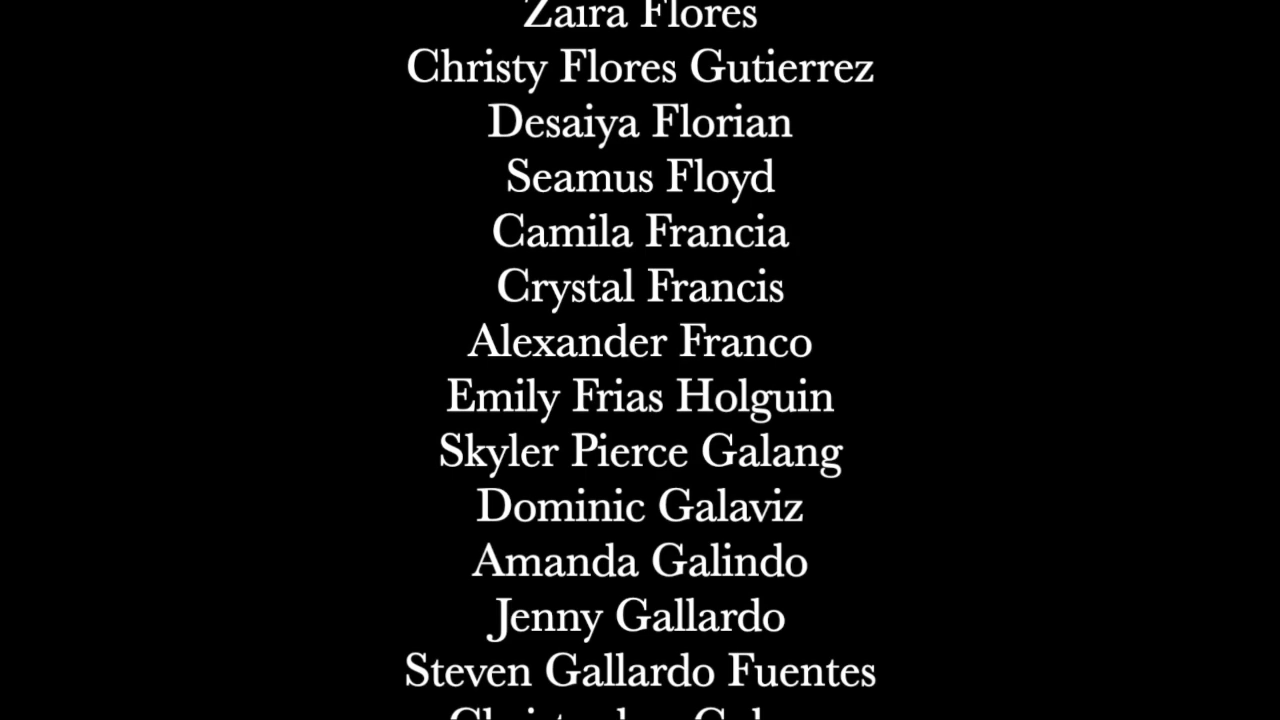 Zaira Flores
Christy Flores Gutierrez
Desaiya Florian
Seamus Floyd
Camila Francia
Crystal Francis
Alexander Franco
Emily Frias Holguin
Skyler Pierce Galang
Dominic Galaviz
Amanda Galindo
Jenny Gallardo
Steven Gallardo Fuentes